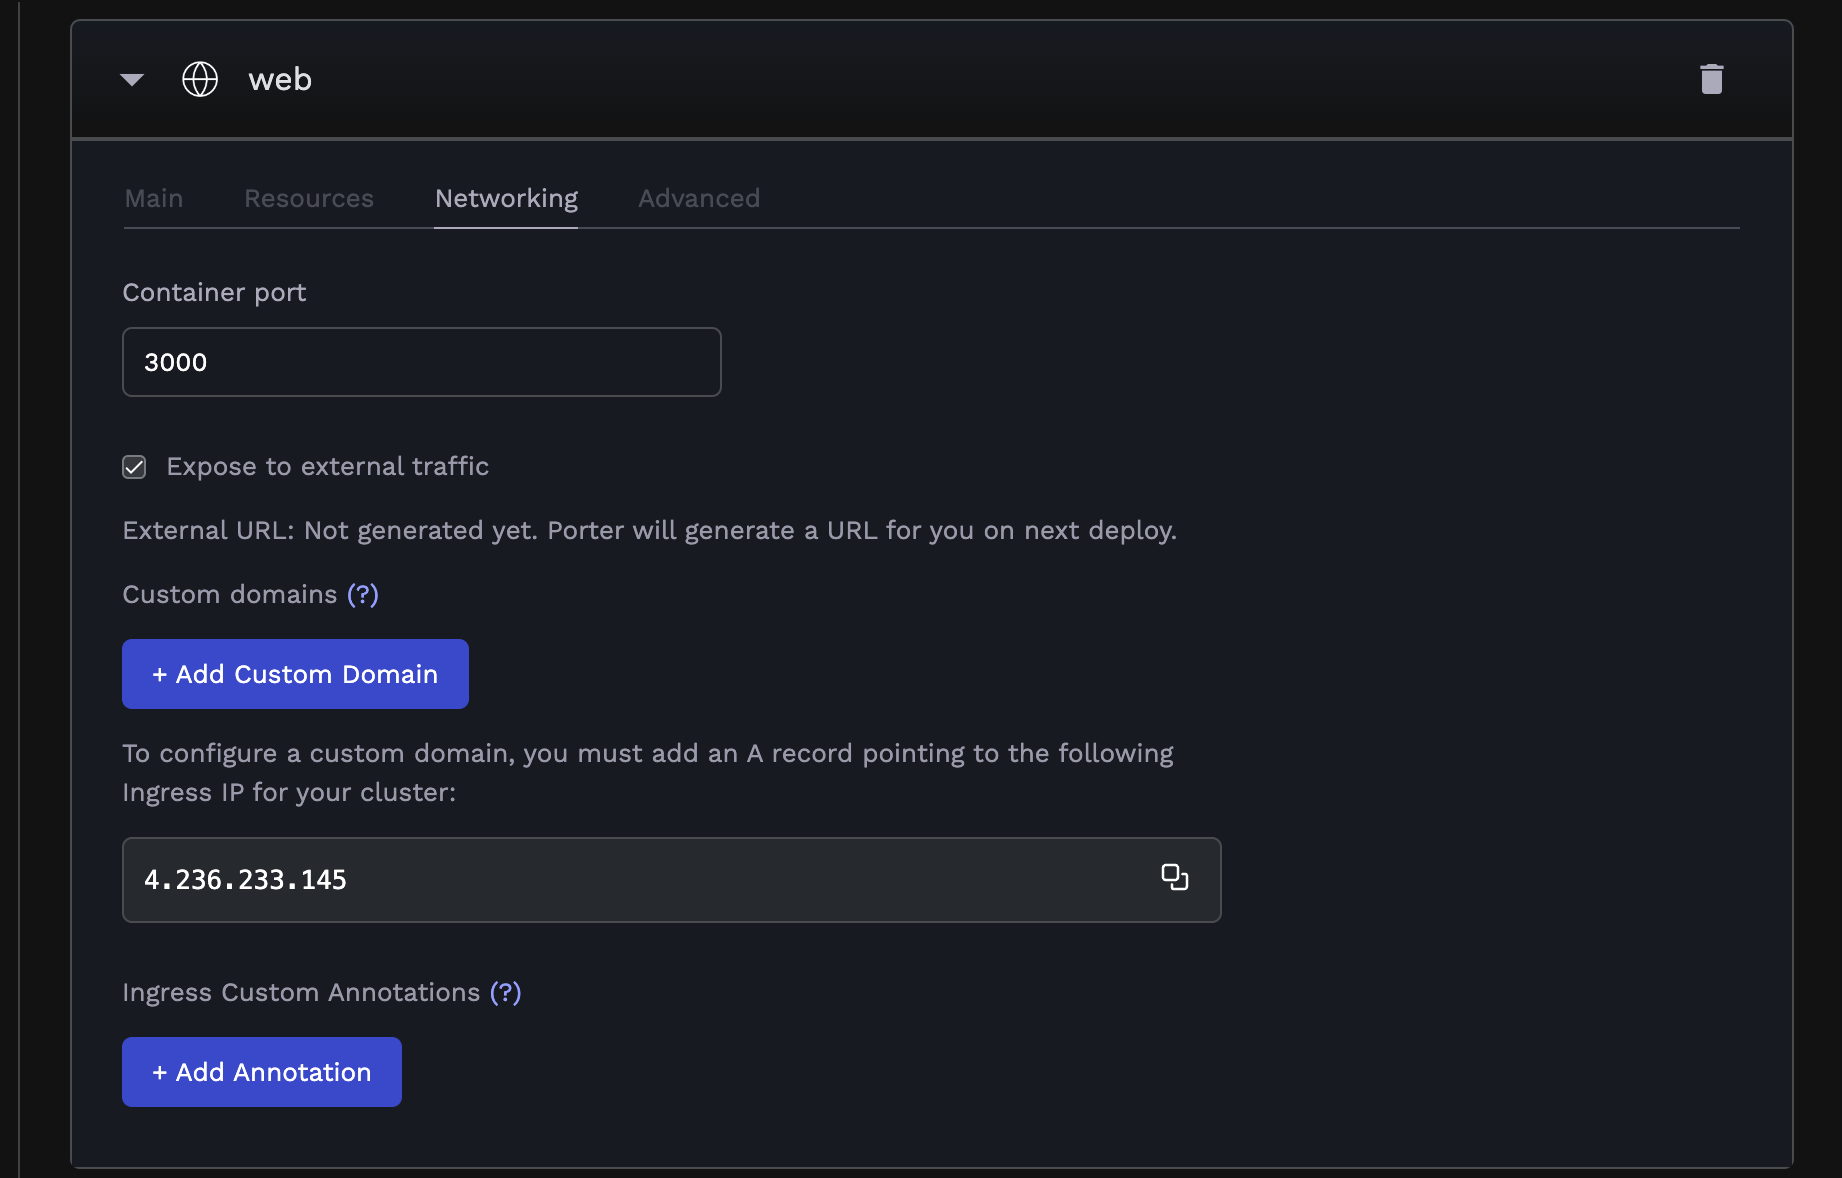 web
Main
Resources
Networking
Advanced
Container port
3000
Expose to external traffic
External URL: Not generated yet. Porter will generate a URL for you on next deploy.
Custom domains (?)
+ Add Custom Domain
To configure a custom domain, you must add an A record pointing to the following
Ingress IP for your cluster:
4.236.233.145
Ingress Custom Annotations (?)
+ Add Annotation